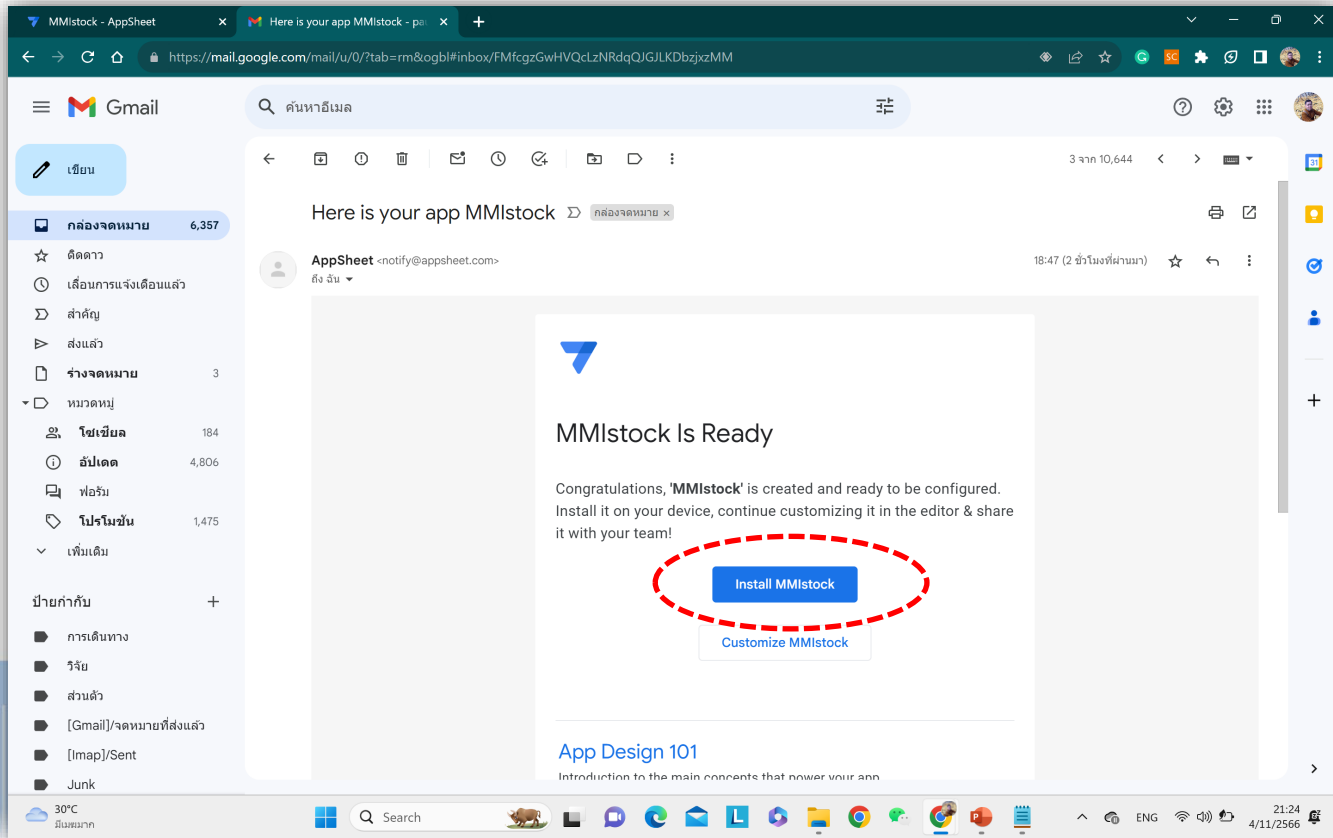 MMIstock - AppSheet
Here is your app MMIstock - pau
https://mail.google.com/mail/u/0/?tab=rm&ogbl#inbox/FMfcgzGwHVQcLzNRdqQJGJLKDbzjxzMM
Gmail
ค้นหาอีเมล
เขียน
3 จาก 10,644
กล่องจดหมาย 6,357
ติดดาว
เลื่อนการแจ้งเตือนแล้ว
สำคัญ
ส่งแล้ว
ร่างจดหมาย 3
หมวดหมู่
โซเชียล 184
อัปเดต 4,806
ฟอรัม
โปรโมชัน 1,475
เพิ่มเติม
ป้ายกำกับ
การเดินทาง
วิจัย
ส่วนตัว
[Gmail]/จดหมายที่ส่งแล้ว
[Imap]/Sent
Junk
Here is your app MMIstock กล่องจดหมาย ×
AppSheet <notify@appsheet.com>
18:47 (2 ชั่วโมงที่ผ่านมา)
ถึง ฉัน
MMIstock Is Ready
Congratulations, 'MMIstock' is created and ready to be configured.
Install it on your device, continue customizing it in the editor & share
it with your team!
Install MMIstock
Customize MMIstock
App Design 101
Introduction to the main concepts that power your app
31
SC
30°C
มีเมฆมาก
Search
ENG
21:24
4/11/2566